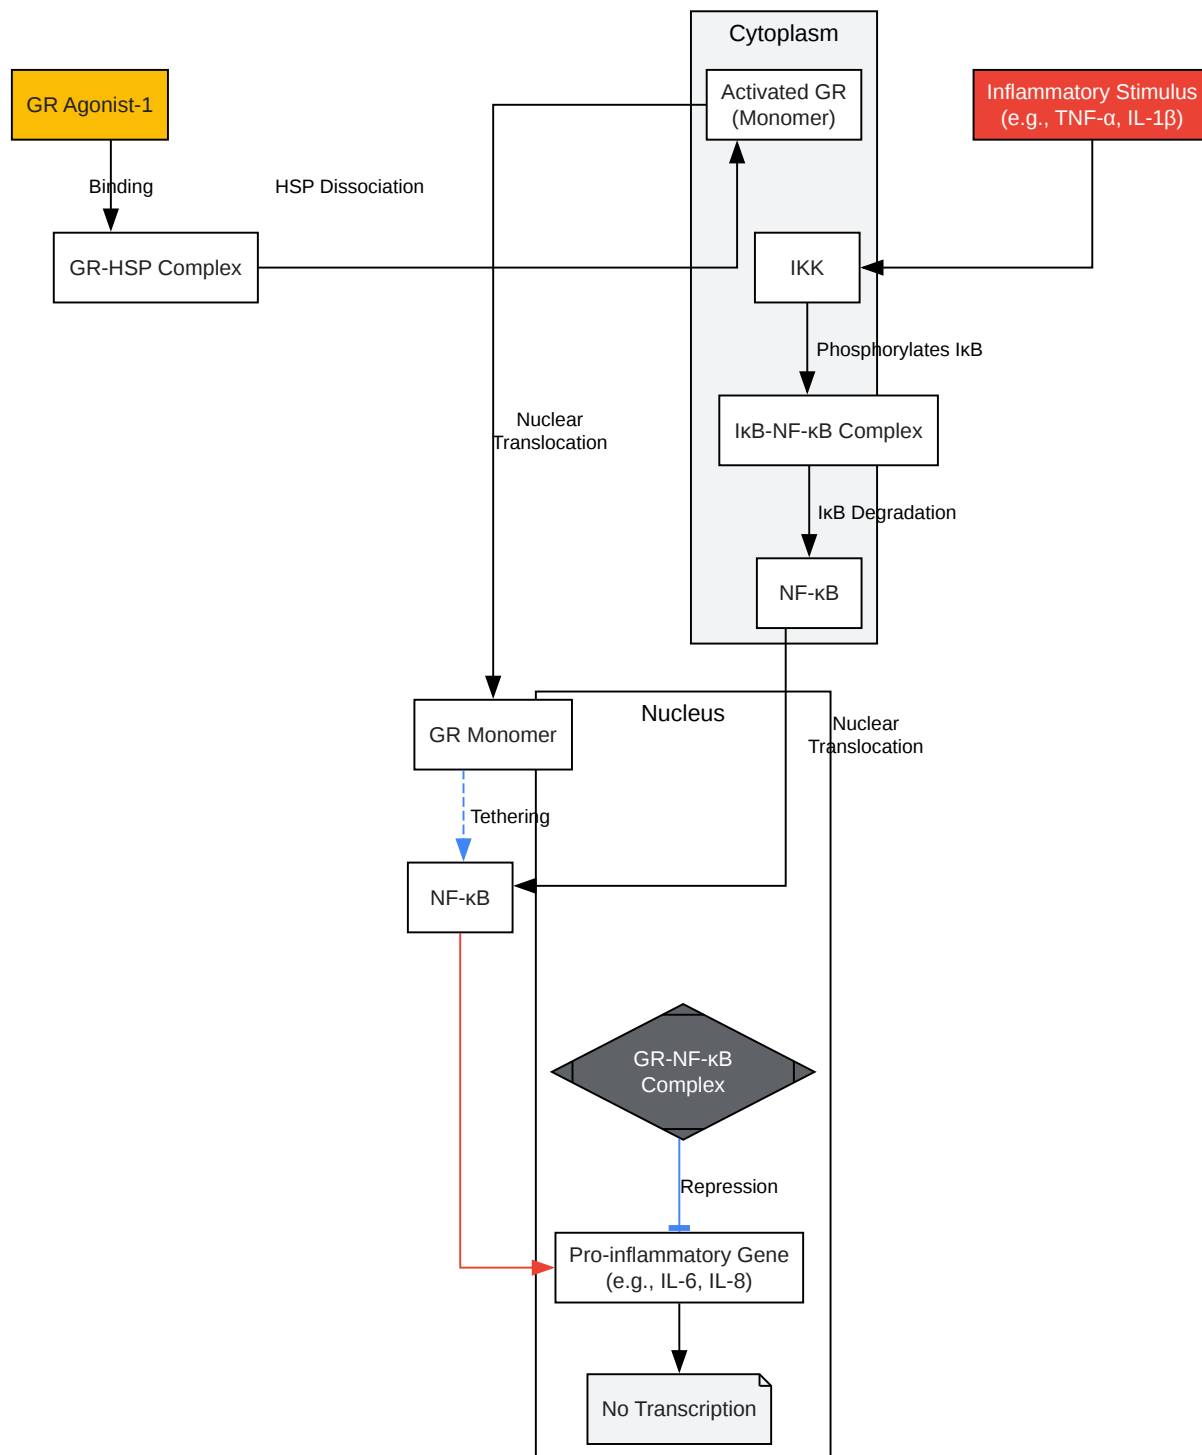 Cytoplasm
GR Agonist-1
Activated GR
(Monomer)
Inflammatory Stimulus
(e.g., TNF-α, IL-1β)
Binding
HSP Dissociation
GR-HSP Complex
IKK
Phosphorylates IκB
Nuclear
Translocation
IκB-NF-κB Complex
IκB Degradation
NF-κB
Nucleus
GR Monomer
Nuclear
Translocation
Tethering
NF-κB
GR-NF-κB
Complex
Repression
Pro-inflammatory Gene
(e.g., IL-6, IL-8)
No Transcription